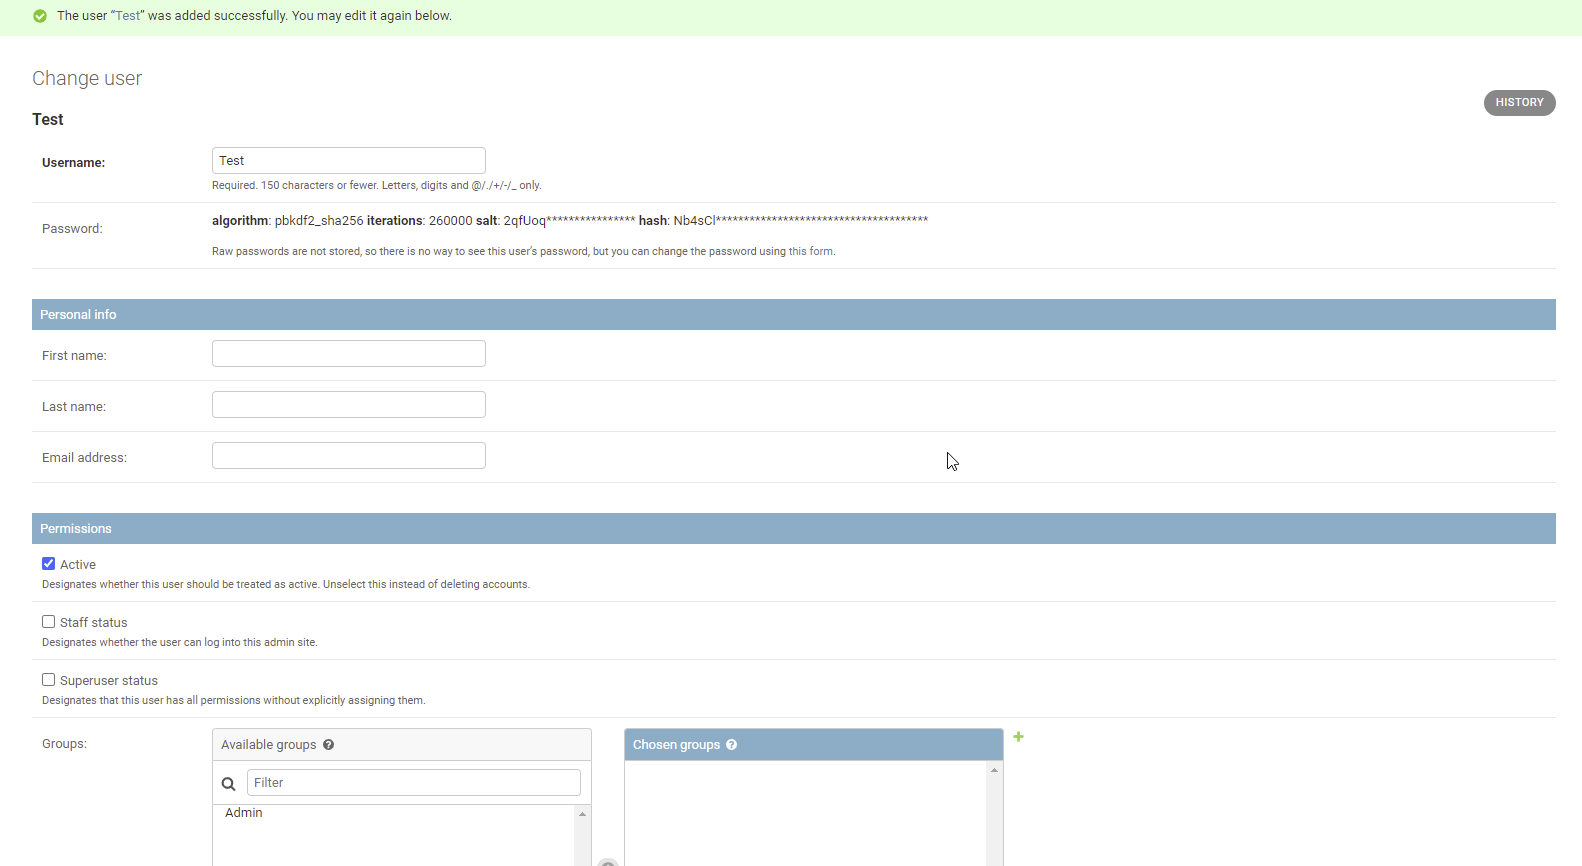 The user “Test” was added successfully. You may edit it again below.
Change user
HISTORY
Test
Username:
Test
Required. 150 characters or fewer. Letters, digits and @/./+/-/_ only.
Password:
algorithm: pbkdf2_sha256 iterations: 260000 salt: 2qfUoq**************** hash: Nb4sCl**************************************
Raw passwords are not stored, so there is no way to see this user’s password, but you can change the password using this form.
Personal info
First name:
Last name:
Email address:
Permissions
Active
Designates whether this user should be treated as active. Unselect this instead of deleting accounts.
Staff status
Designates whether the user can log into this admin site.
Superuser status
Designates that this user has all permissions without explicitly assigning them.
Groups:
Available groups ?
Chosen groups ?
Filter
Admin